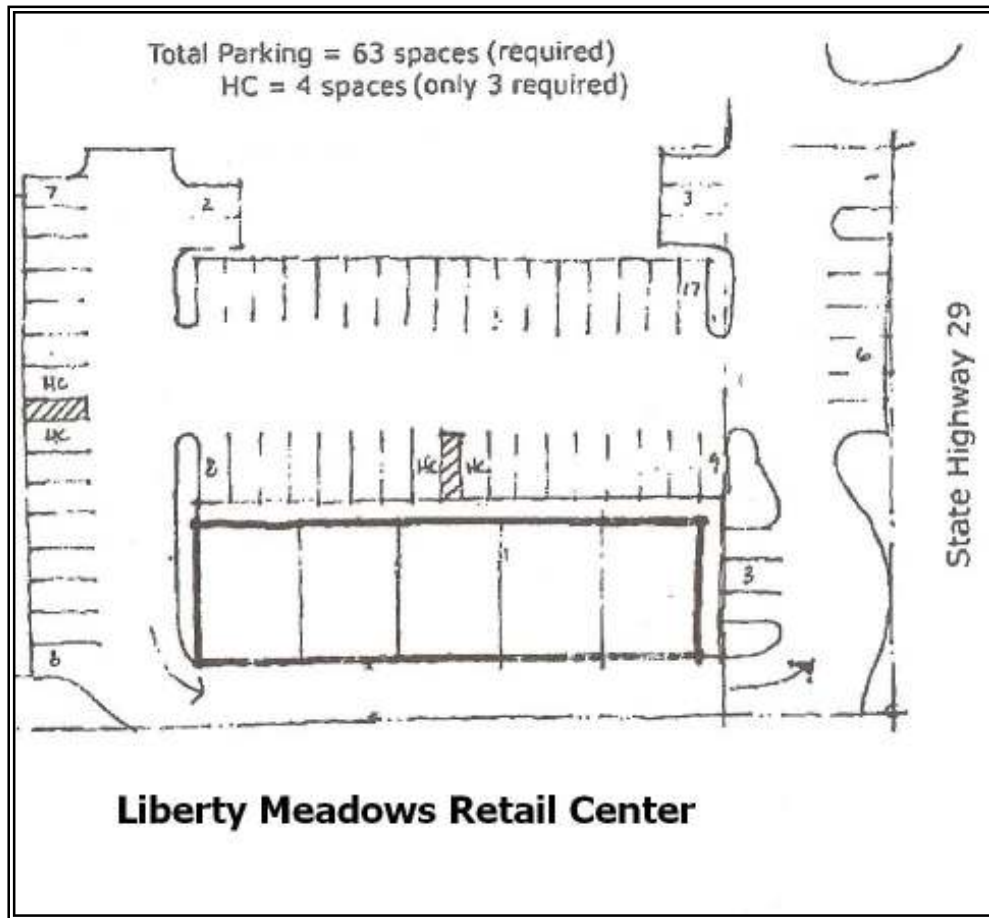 Total Parking = 63 spaces (required)
HC = 4 spaces (only 3 required)
7
2
3
17
6
HC
HC
8
HC
HC
9
3
8
State Highway 29
Liberty Meadows Retail Center